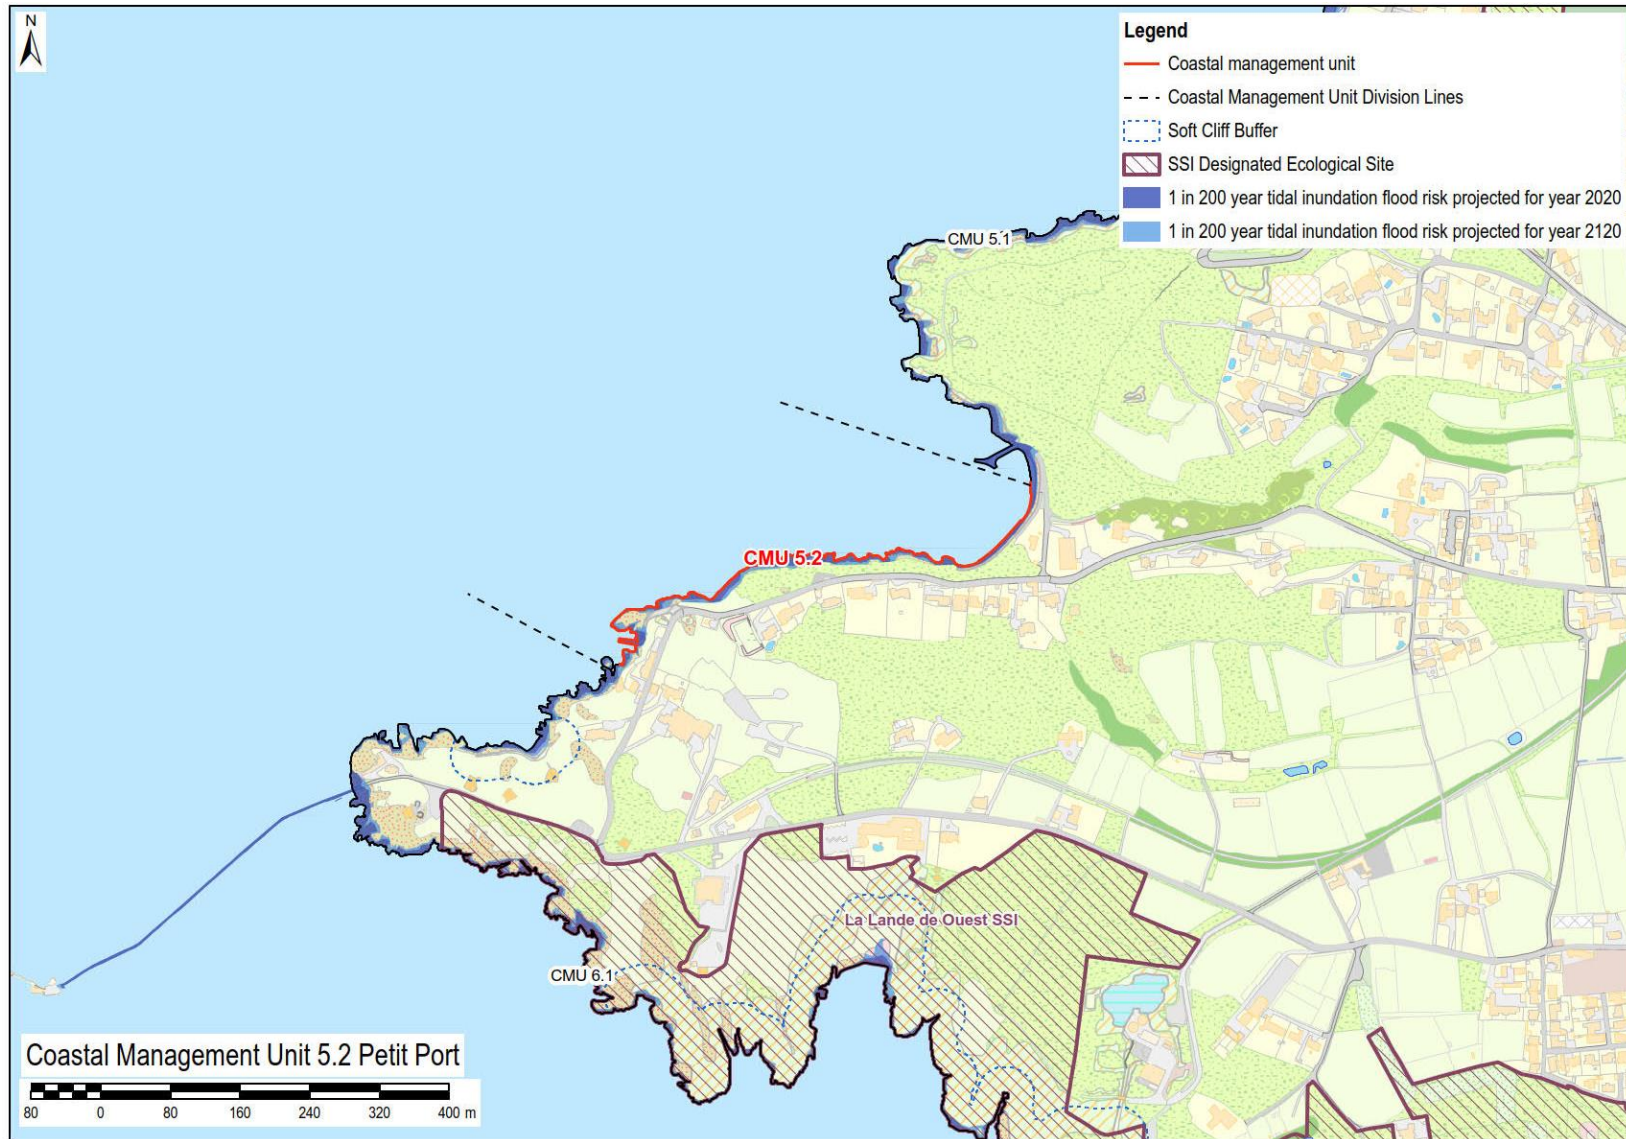 N
Legend
Coastal management unit
Coastal Management Unit Division Lines
Soft Cliff Buffer
SSI Designated Ecological Site
1 in 200 year tidal inundation flood risk projected for year 2020
1 in 200 year tidal inundation flood risk projected for year 2120
CMU 5.1
CMU 5.2
La Lande de Ouest SSI
CMU 6.1
Coastal Management Unit 5.2 Petit Port
80 0 80 160 240 320 400 m